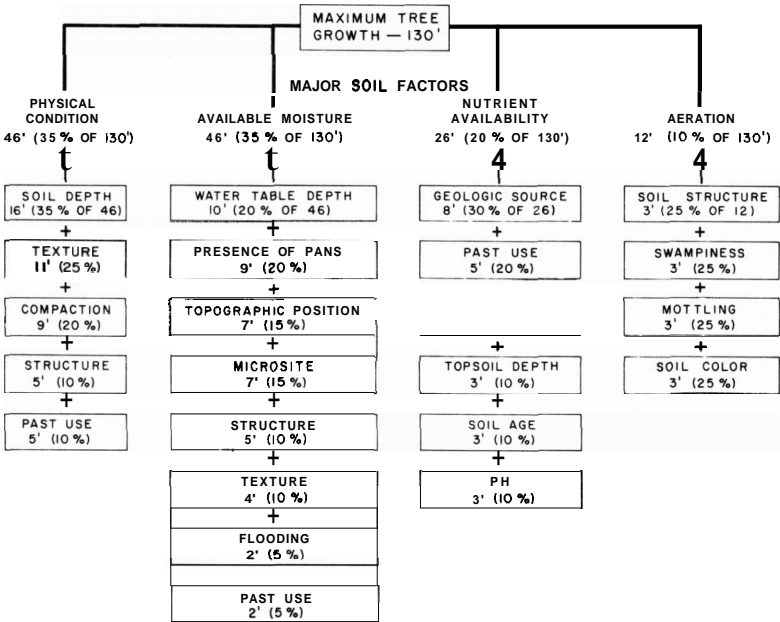 MAXIMUM TREE
GROWTH — 130'
MAJOR SOIL FACTORS
PHYSICAL
CONDITION
46' (35 % OF 130')
t
SOIL DEPTH
16' (35 % OF 46)
+
TEXTURE
11' (25 %)
+
COMPACTION
9' (20 %)
+
STRUCTURE
5' (10 %)
+
PAST USE
5' (10 %)
AVAILABLE MOISTURE
46' (35 % OF 130')
t
WATER TABLE DEPTH
10' (20 % OF 46)
+
PRESENCE OF PANS
9' (20 %)
+
TOPOGRAPHIC POSITION
7' (15 %)
+
MICROSITE
7' (15 %)
+
STRUCTURE
5' (10 %)
+
TEXTURE
4' (10 %)
+
FLOODING
2' (5 %)
PAST USE
2' (5 %)
NUTRIENT
AVAILABILITY
26' (20 % OF 130')
4
GEOLOGIC SOURCE
8' (30 % OF 26)
+
PAST USE
5' (20 %)
+
TOPSOIL DEPTH
3' (10 %)
+
SOIL AGE
3' (10 %)
+
PH
3' (10 %)
AERATION
12' (10 % OF 130')
4
SOIL STRUCTURE
3' (25 % OF 12)
+
SWAMPINESS
3' (25 %)
+
MOTTLING
3' (25 %)
+
SOIL COLOR
3' (25 %)